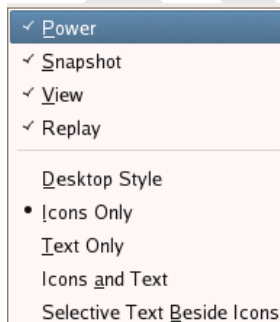 Power
Snapshot
View
Replay
Desktop Style
Icons Only
Text Only
Icons and Text
Selective Text Beside Icons